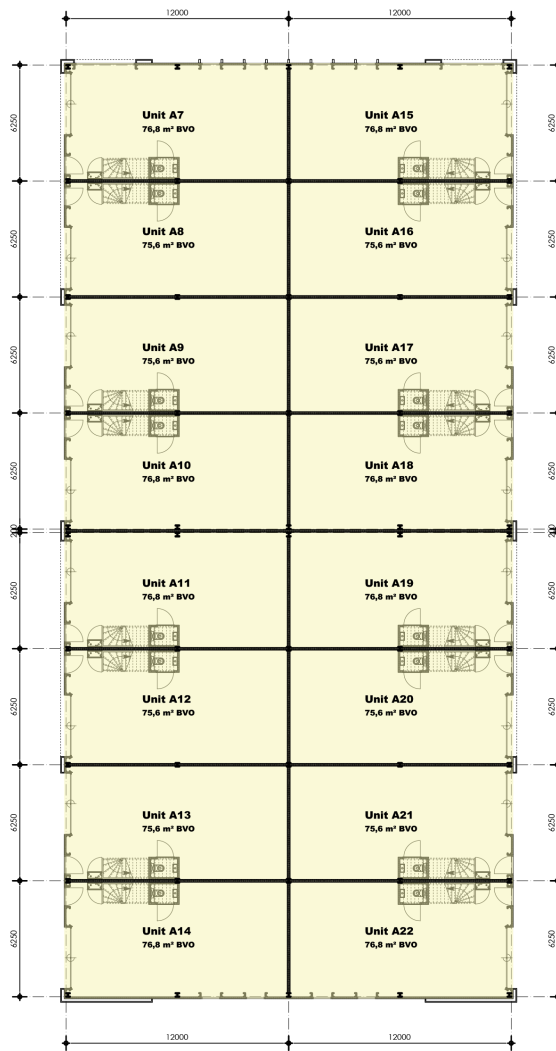 12000
12000
6250
6250
Unit A7
76,8 m² BVO
Unit A15
76,8 m² BVO
6250
6250
Unit A8
75,6 m² BVO
Unit A16
75,6 m² BVO
6250
6250
Unit A9
75,6 m² BVO
Unit A17
75,6 m² BVO
6250
6250
Unit A10
76,8 m² BVO
Unit A18
76,8 m² BVO
200
200
6250
6250
Unit A11
76,8 m² BVO
Unit A19
76,8 m² BVO
6250
6250
Unit A12
75,6 m² BVO
Unit A20
75,6 m² BVO
6250
6250
Unit A13
75,6 m² BVO
Unit A21
75,6 m² BVO
6250
6250
Unit A14
76,8 m² BVO
Unit A22
76,8 m² BVO
12000
12000